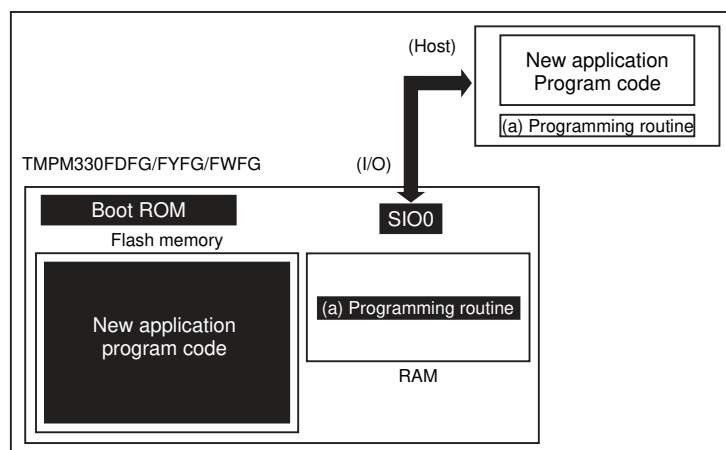 (Host)
New application
Program code
(a) Programming routine
TMPM330FDFG/FYFG/FWFG
(I/O)
Boot ROM
SIO0
Flash memory
New application
program code
(a) Programming routine
RAM